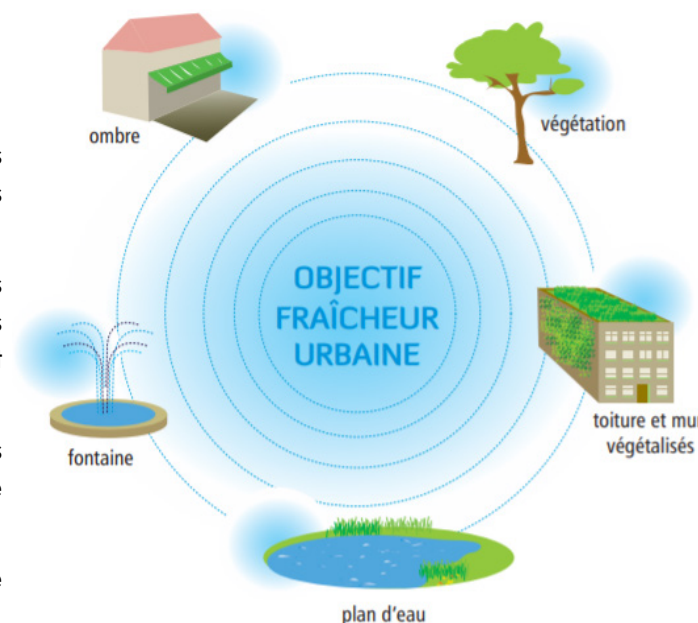 ombre
végétation
OBJECTIF
FRAÎCHEUR
URBAINE
toiture et mur
végétalisés
fontaine
plan d'eau